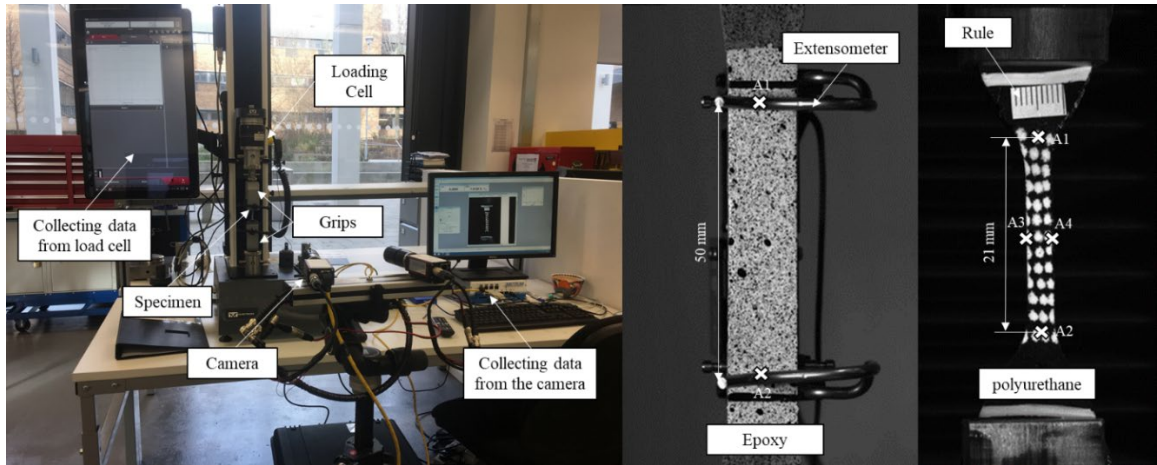 Loading
Cell
Collecting data
from load cell
Grips
Specimen
Camera
Collecting data
from the camera
Extensometer
A1
50 mm
A2
Epoxy
Rule
A1
A3
A4
21 mm
A2
polyurethane